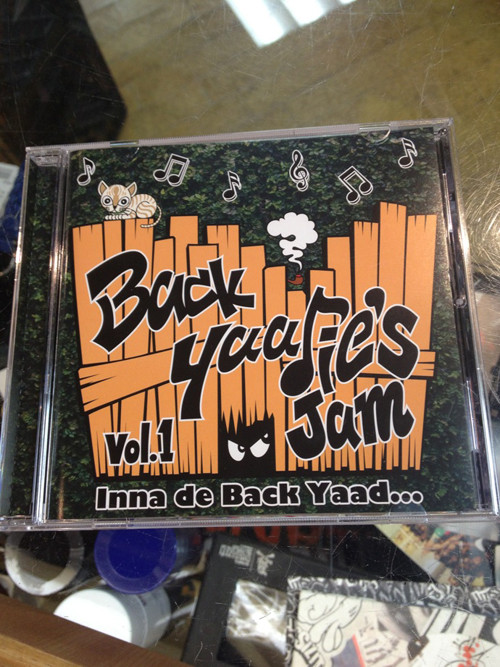 Back
Yaadie's
Jam
Vol.1
Inna de Back Yaad...